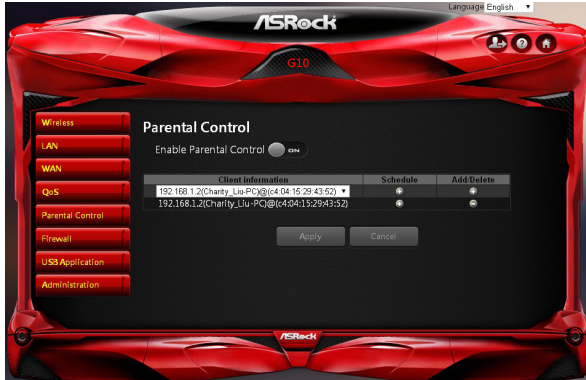 Language English
ASRock
G10
Wireless
LAN
WAN
QoS
Parental Control
Firewall
USB Application
Administration
Parental Control
Enable Parental Control ON
Client Information Schedule Add/Delete
192.168.1.2(Charity_Liu-PC)@(c4:04:15:29:43:52)
192.168.1.2(Charity_Liu-PC)@(c4:04:15:29:43:52)
Apply Cancel
ASRock